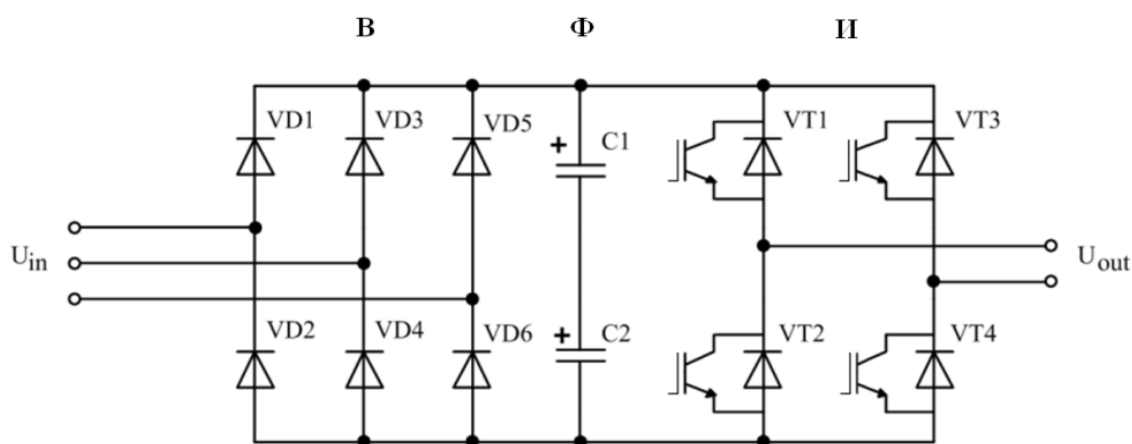 В Ф И
VD1 VD3 VD5 C1 VT1 VT3
+
U_in U_out
VD2 VD4 VD6 C2 VT2 VT4
+